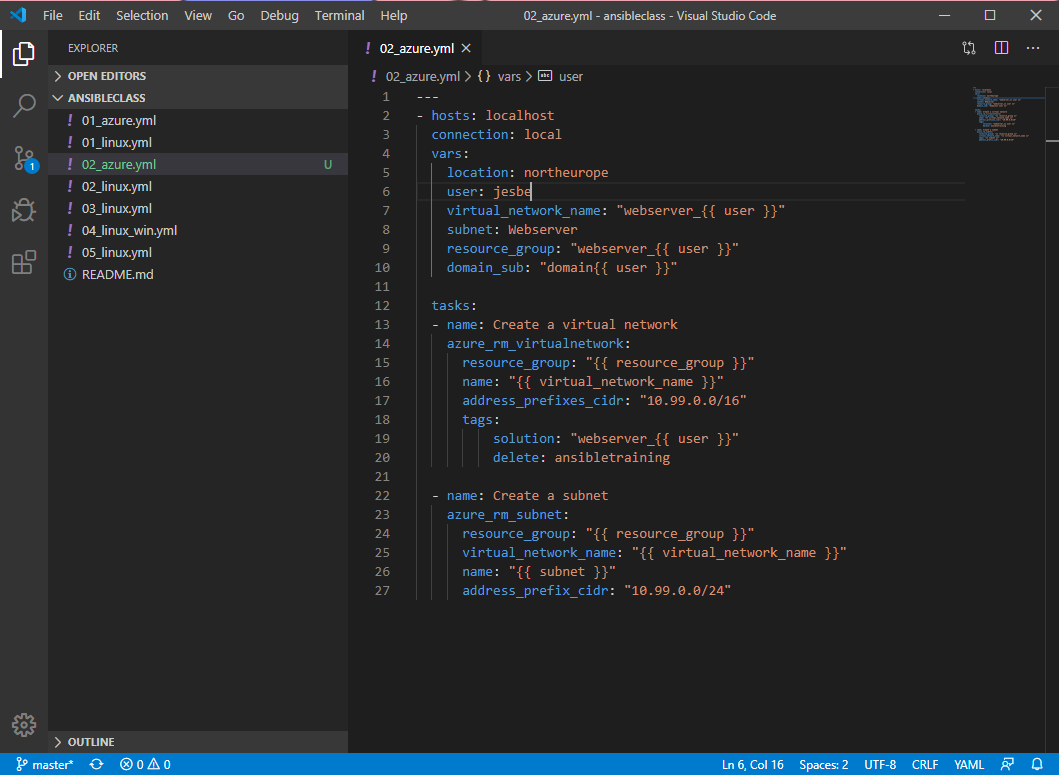 File Edit Selection View Go Debug Terminal Help 02_azure.yml - ansibleclass - Visual Studio Code
EXPLORER
OPEN EDITORS
ANSIBLECLASS
! 01_azure.yml
! 01_linux.yml
! 02_azure.yml U
! 02_linux.yml
! 03_linux.yml
! 04_linux_win.yml
! 05_linux.yml
README.md
OUTLINE
1
! 02_azure.yml
! 02_azure.yml > {} vars > abc user
1 ---
2 - hosts: localhost
3   connection: local
4   vars:
5     location: northeurope
6     user: jesbe
7     virtual_network_name: "webserver_{{ user }}"
8     subnet: Webserver
9     resource_group: "webserver_{{ user }}"
10     domain_sub: "domain{{ user }}"
11
12   tasks:
13   - name: Create a virtual network
14     azure_rm_virtualnetwork:
15       resource_group: "{{ resource_group }}"
16       name: "{{ virtual_network_name }}"
17       address_prefixes_cidr: "10.99.0.0/16"
18       tags:
19           solution: "webserver_{{ user }}"
20           delete: ansibletraining
21
22   - name: Create a subnet
23     azure_rm_subnet:
24       resource_group: "{{ resource_group }}"
25       virtual_network_name: "{{ virtual_network_name }}"
26       name: "{{ subnet }}"
27       address_prefix_cidr: "10.99.0.0/24"
master* 0 0 Ln 6, Col 16 Spaces: 2 UTF-8 CRLF YAML